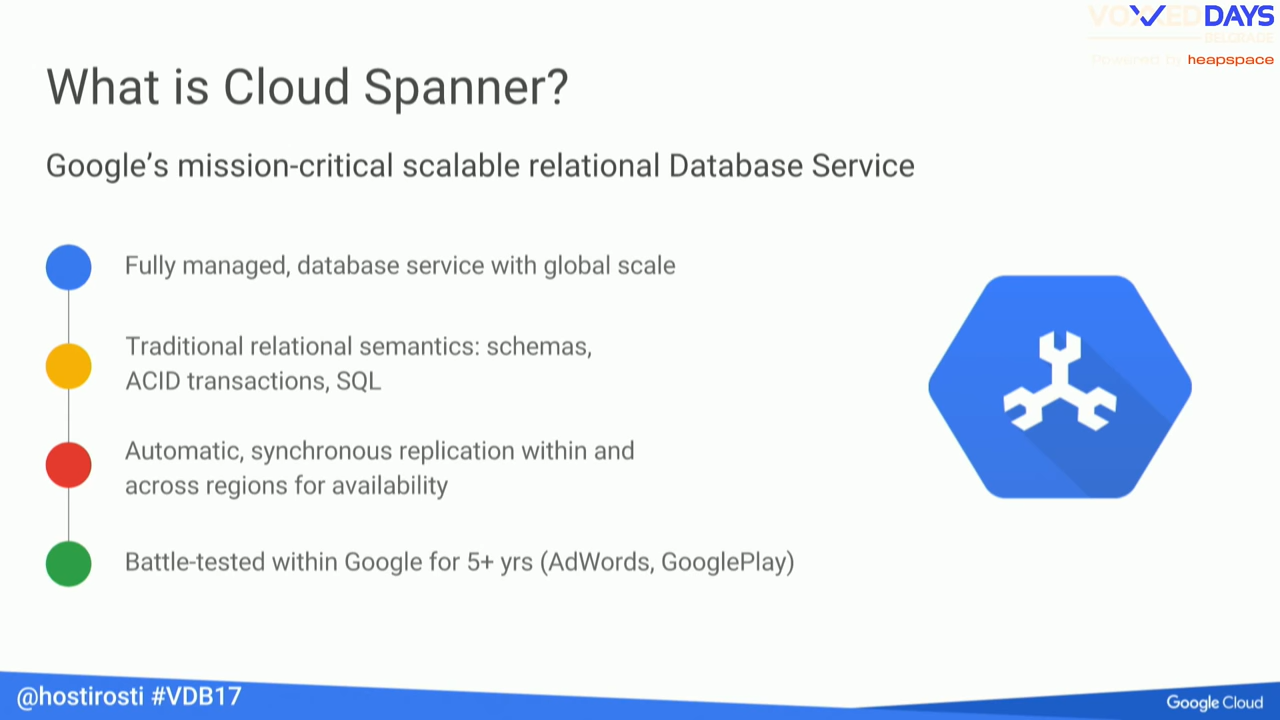 VOXXED DAYS
BELGRADE
Powered by heapspace
What is Cloud Spanner?
Google’s mission-critical scalable relational Database Service
Fully managed, database service with global scale
Traditional relational semantics: schemas,
ACID transactions, SQL
Automatic, synchronous replication within and
across regions for availability
Battle-tested within Google for 5+ yrs (AdWords, GooglePlay)
@hostirosti #VDB17
Google Cloud